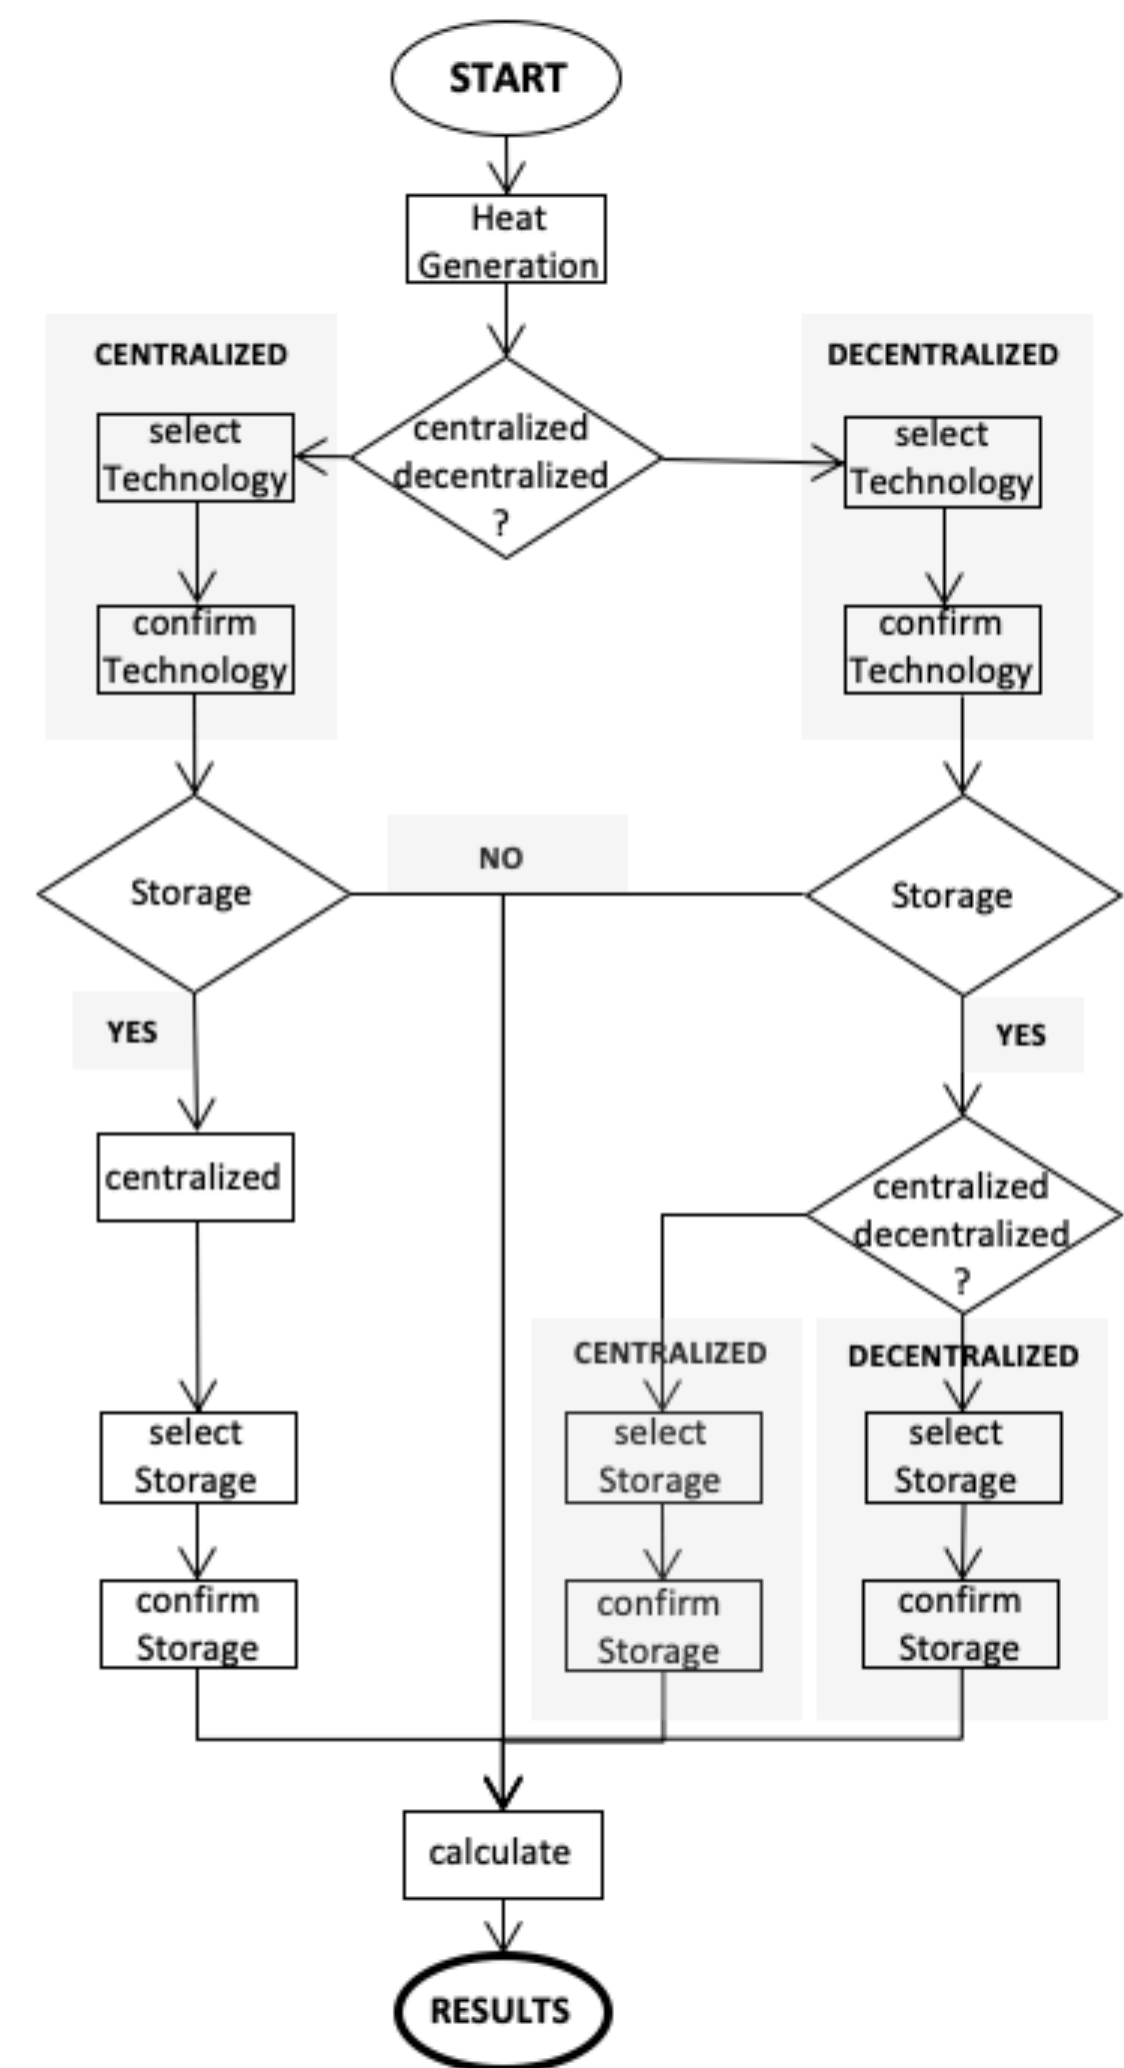 START
Heat
Generation
CENTRALIZED
DECENTRALIZED
centralized
decentralized
?
select
Technology
select
Technology
confirm
Technology
confirm
Technology
NO
Storage
Storage
YES
YES
centralized
centralized
decentralized
?
CENTRALIZED
DECENTRALIZED
select
Storage
select
Storage
select
Storage
confirm
Storage
confirm
Storage
confirm
Storage
calculate
RESULTS